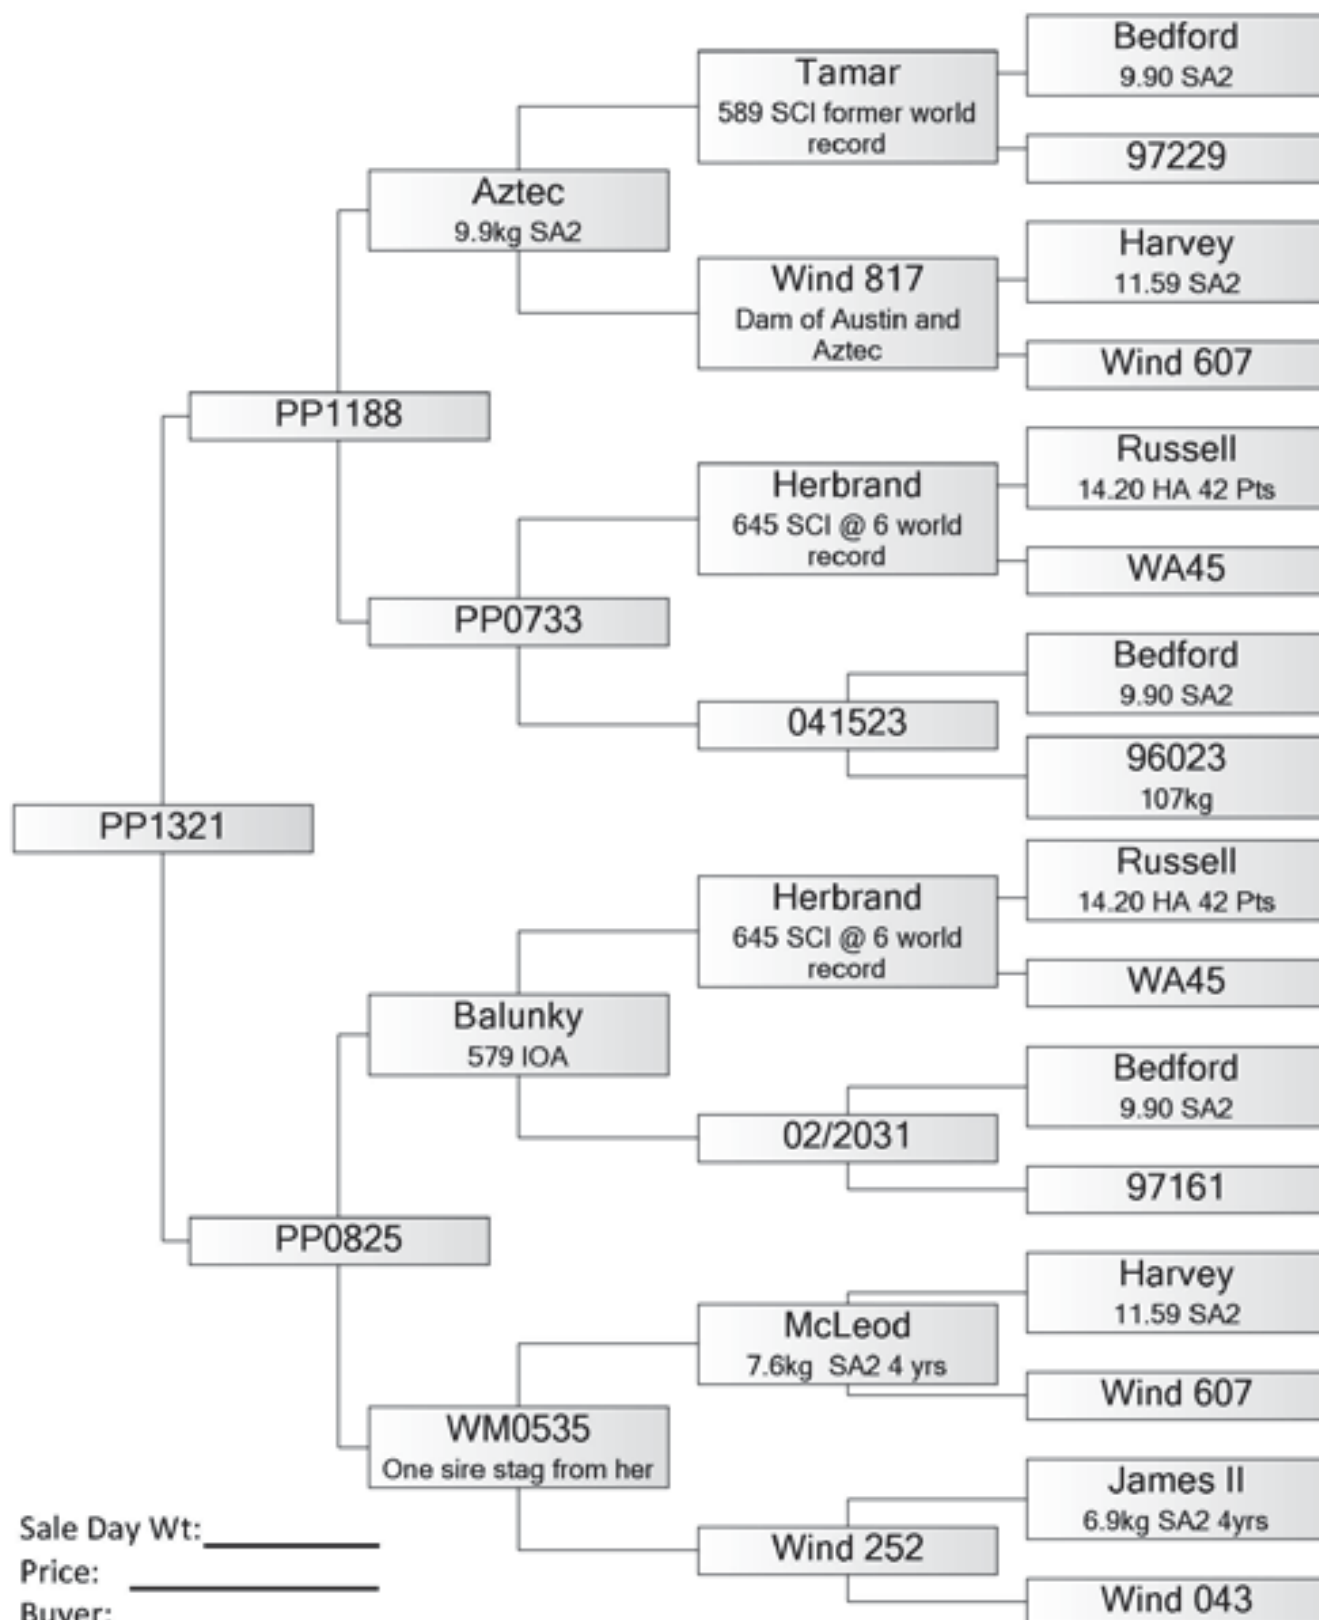 Bedford
9.90 SA2
Tamar
589 SCI former world
record
97229
Aztec
9.9kg SA2
Harvey
11.59 SA2
Wind 817
Dam of Austin and
Aztec
Wind 607
PP1188
Russell
14.20 HA 42 Pts
Herbrand
645 SCI @ 6 world
record
WA45
PP0733
Bedford
9.90 SA2
041523
96023
107kg
PP1321
Russell
14.20 HA 42 Pts
Herbrand
645 SCI @ 6 world
record
WA45
Balunky
579 IOA
Bedford
9.90 SA2
02/2031
97161
PP0825
Harvey
11.59 SA2
McLeod
7.6kg SA2 4 yrs
Wind 607
WM0535
One sire stag from her
James II
6.9kg SA2 4yrs
Wind 252
Wind 043
Sale Day Wt:
Price:
Buyer: